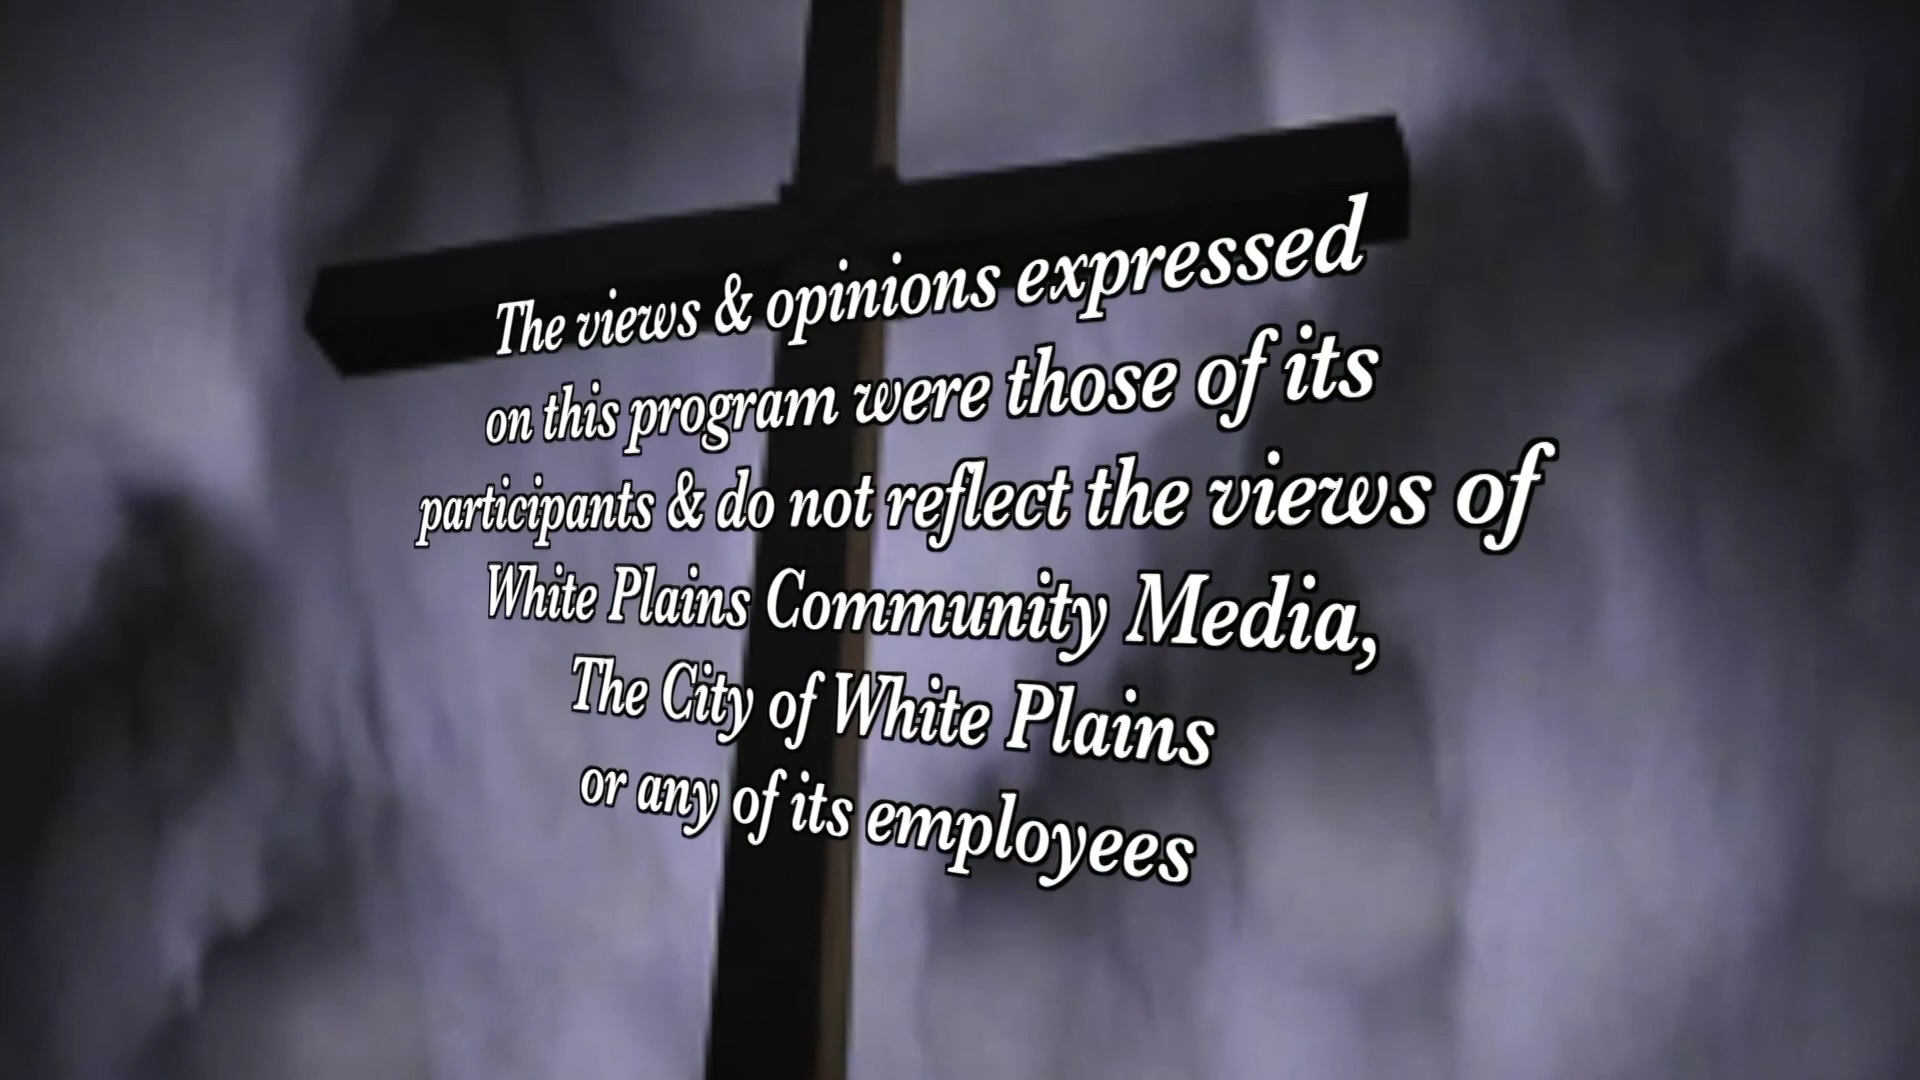 The views & opinions expressed
on this program were those of its
participants & do not reflect the views of
White Plains Community Media,
The City of White Plains
or any of its employees